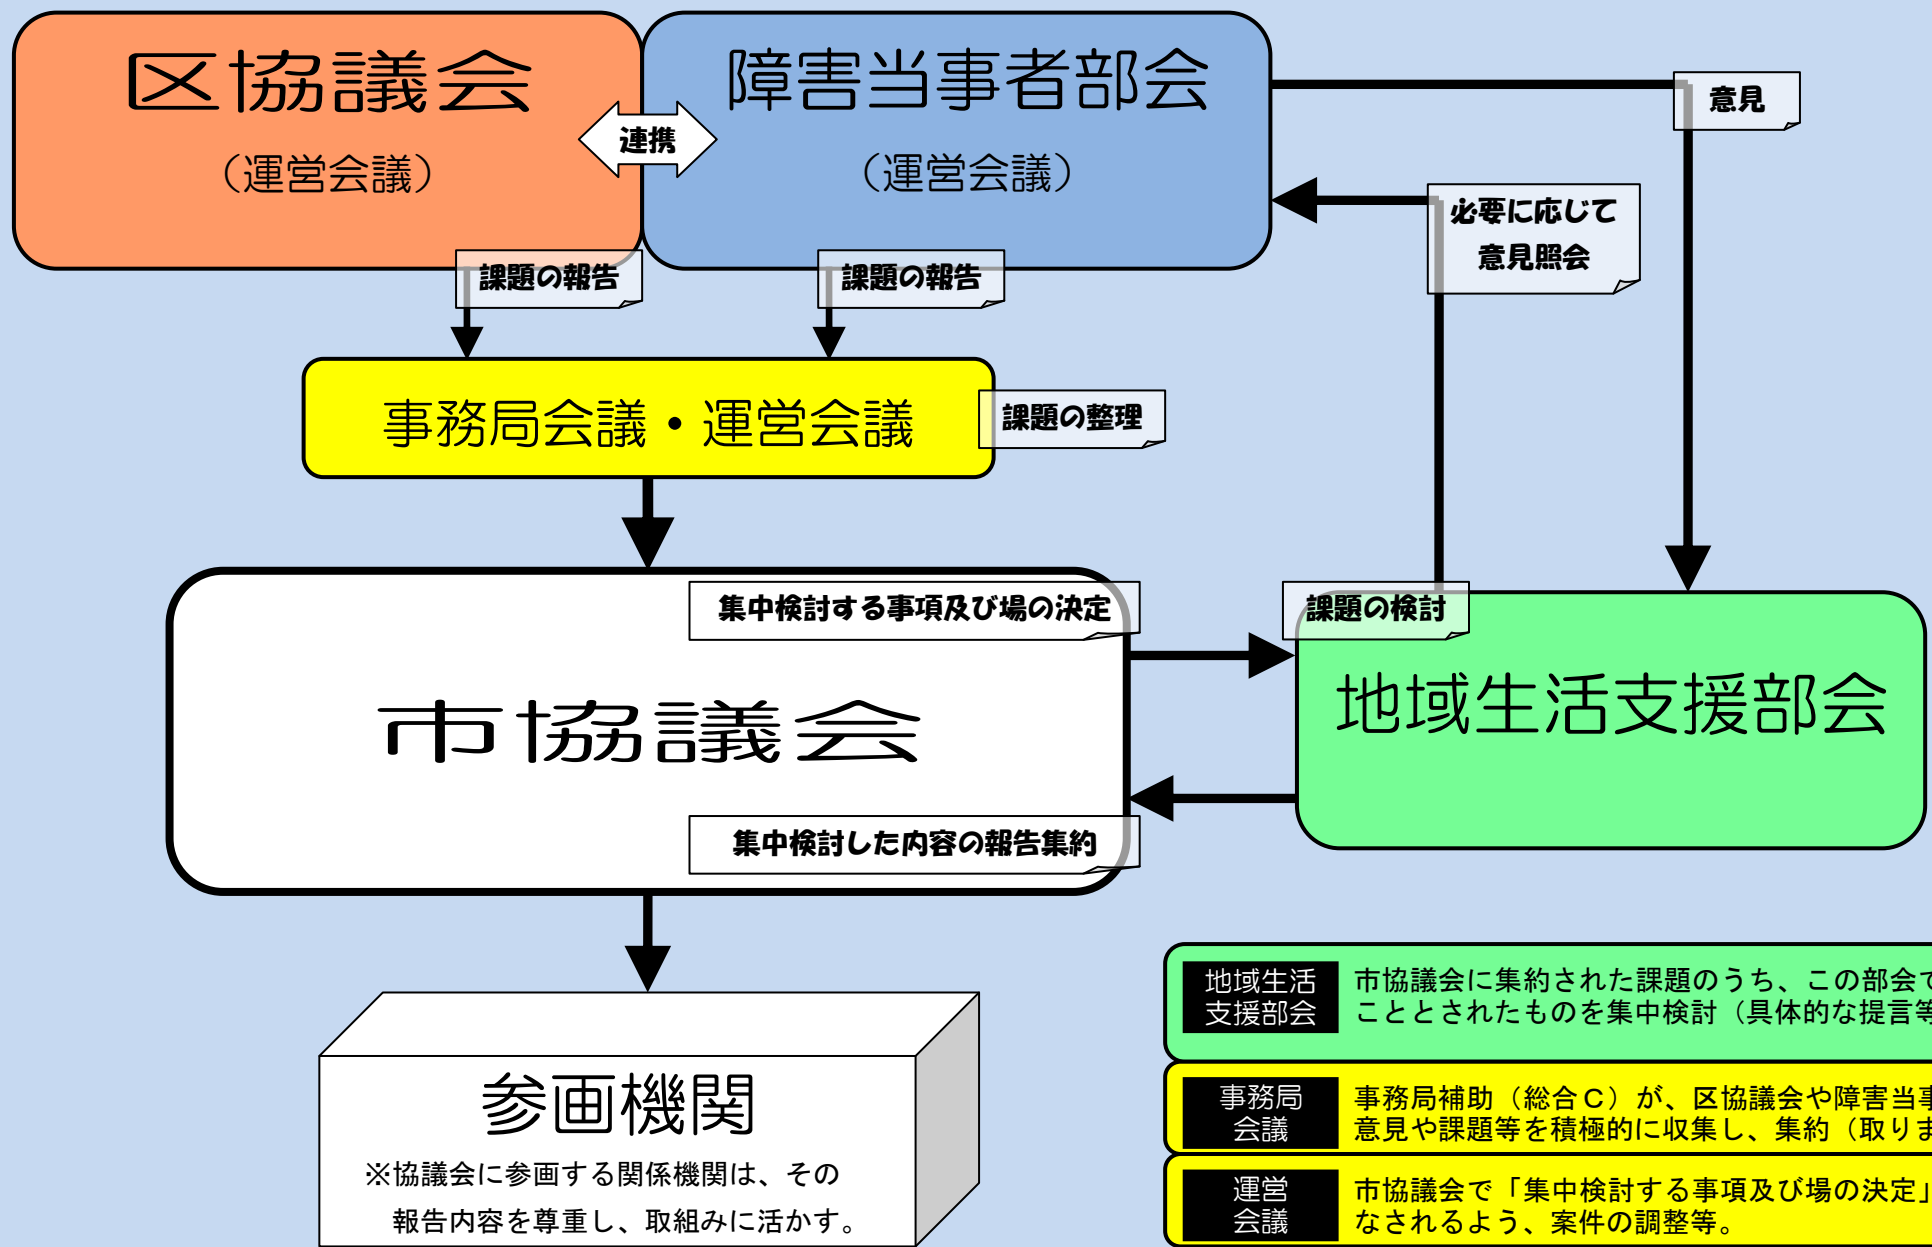 区協議会
（運営会議）
連携
障害当事者部会
（運営会議）
意見
必要に応じて
意見照会
課題の報告
課題の報告
事務局会議・運営会議
課題の整理
集中検討する事項及び場の決定
課題の検討
市協議会
地域生活支援部会
集中検討した内容の報告集約
参画機関
※協議会に参画する関係機関は、その
報告内容を尊重し、取組みに活かす。
地域生活
支援部会
市協議会に集約された課題のうち、この部会で
こととされたものを集中検討（具体的な提言等
事務局
会議
事務局補助（総合Ｃ）が、区協議会や障害当事
意見や課題等を積極的に収集し、集約（取りま
運営
会議
市協議会で「集中検討する事項及び場の決定」
なされるよう、案件の調整等。